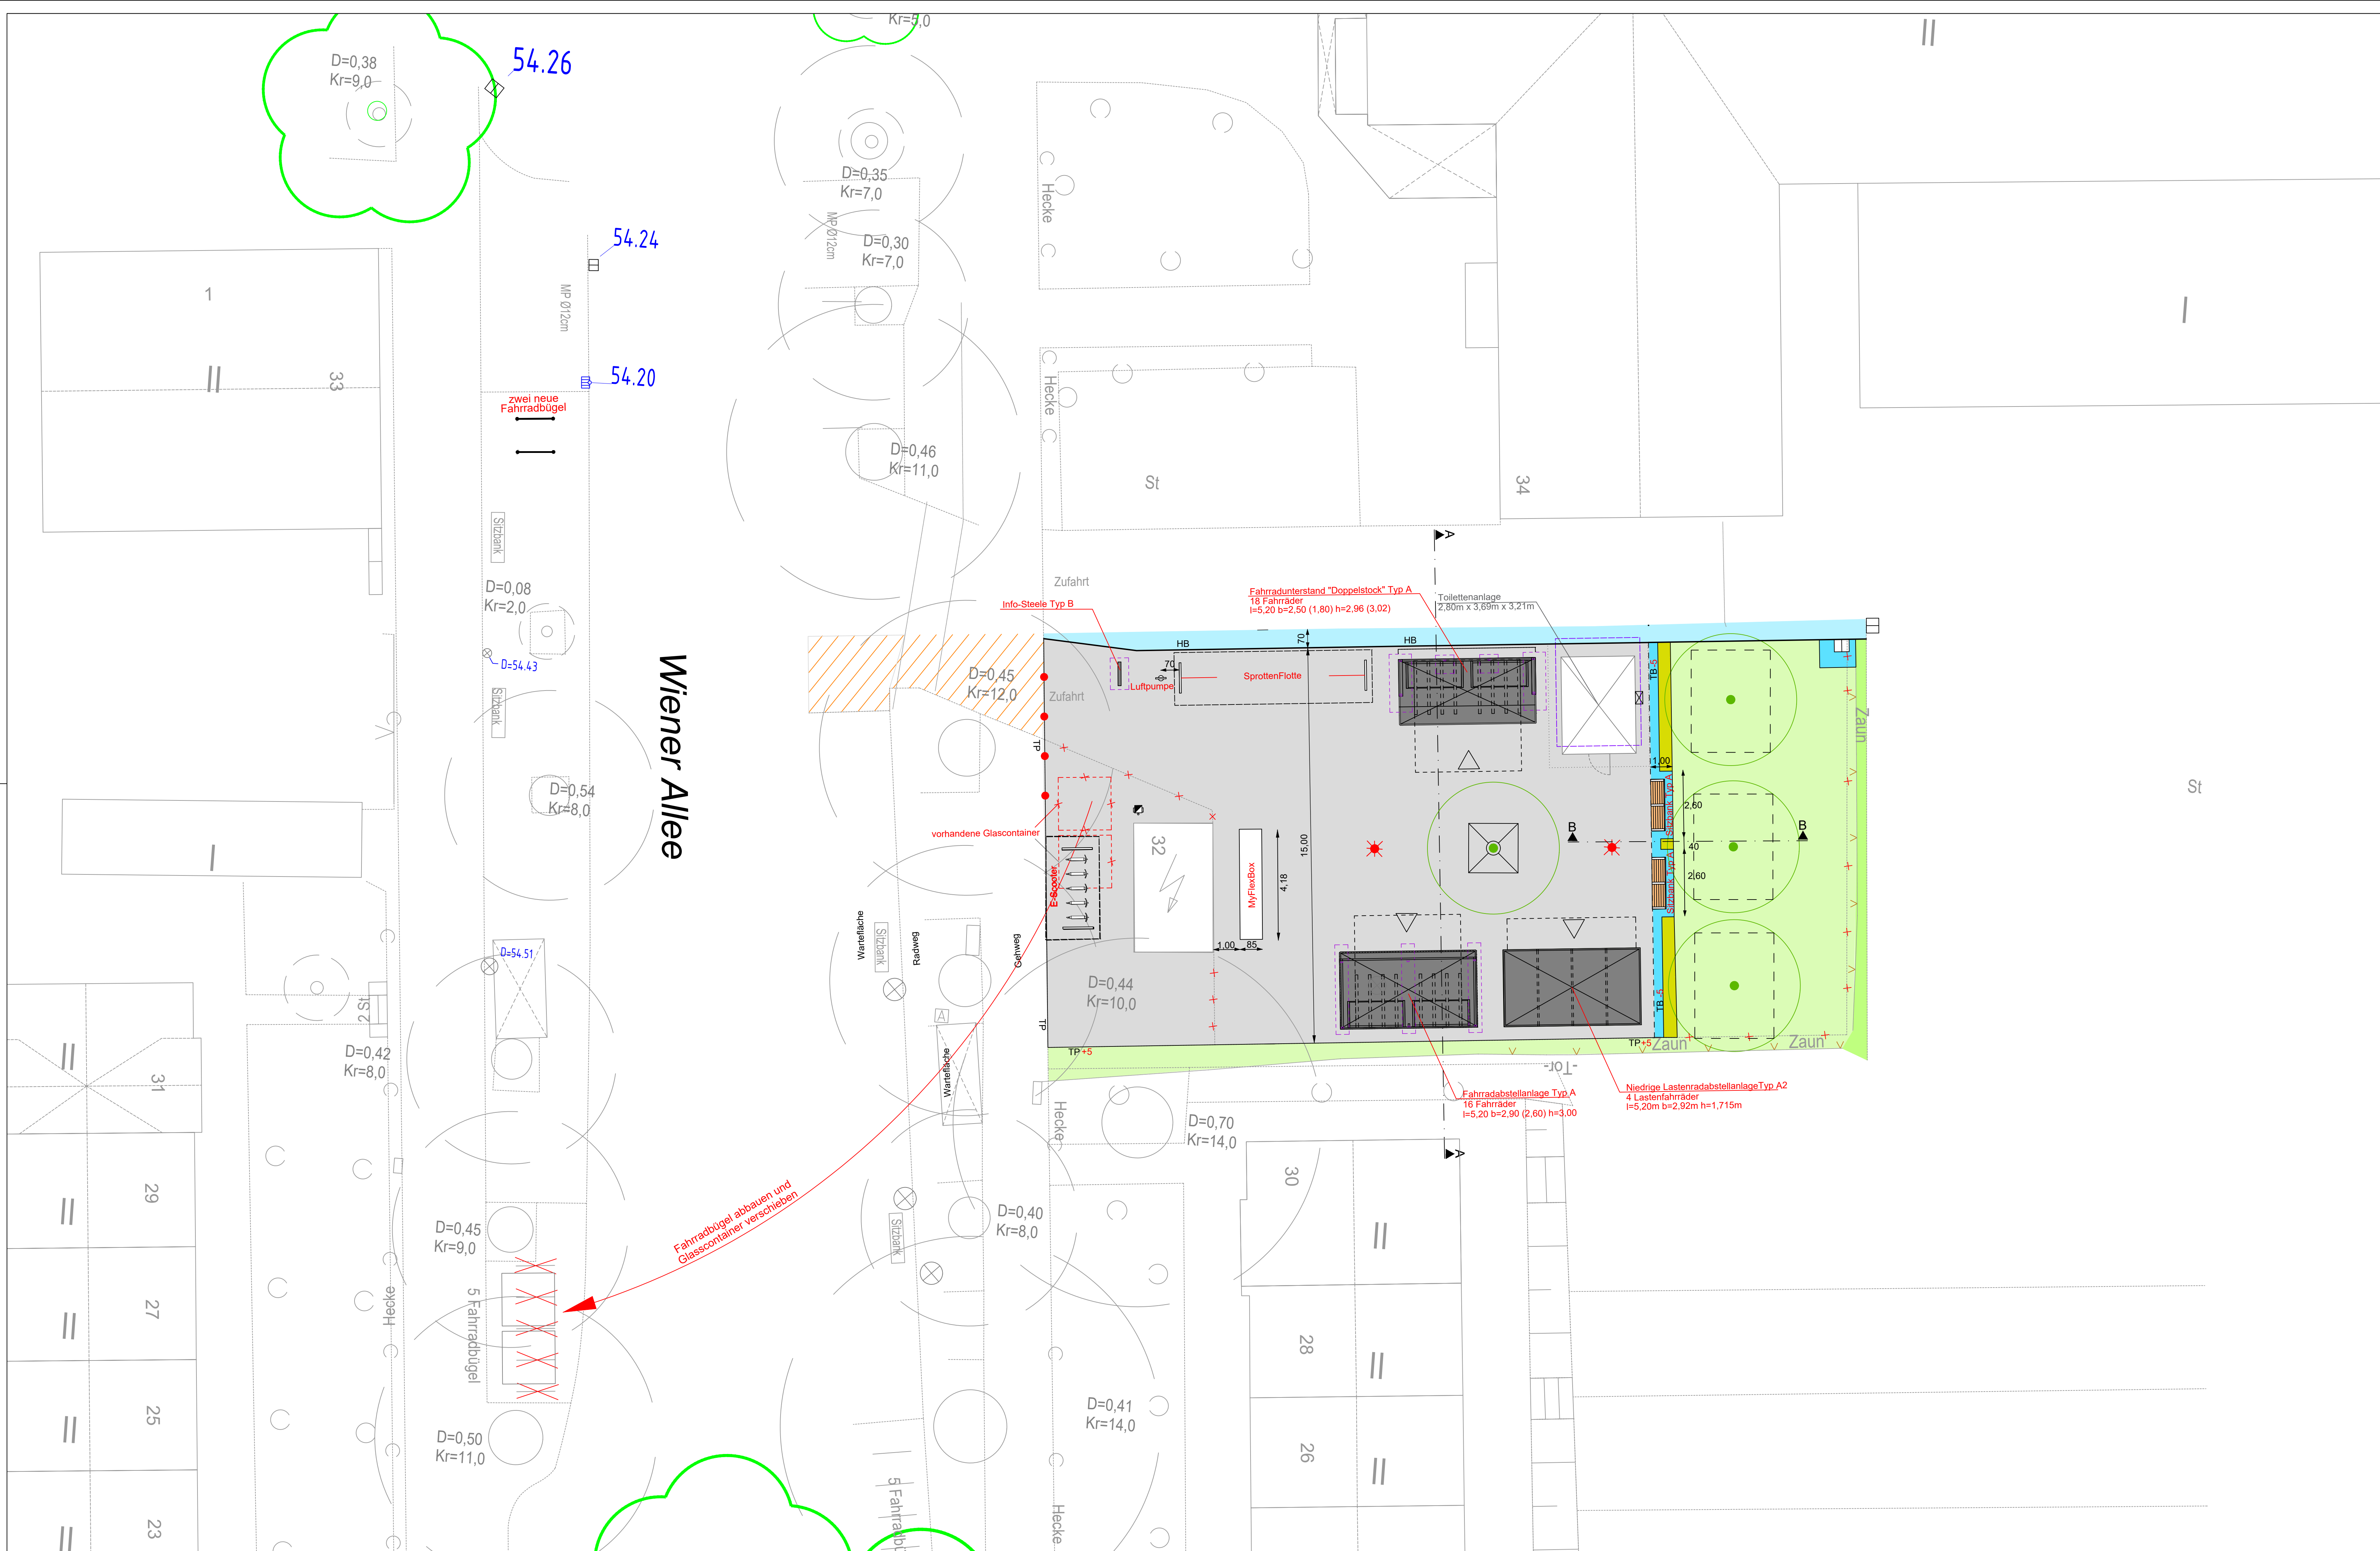 D=0,38
Kr=9,0
54.26
Kr=5,0
II
D=0,35
Kr=7,0
MP Ø12cm
D=0,30
Kr=7,0
Hecke
54.24
MP Ø12cm
1
II
33
54.20
zwei neue
Fahrradbügel
I
Hecke
D=0,46
Kr=11,0
St
34
Sitzbank
D=0,08
Kr=2,0
D=54.43
Sitzbank
Wiener Allee
Zufahrt
A
Info-Steele Typ B
Fahrradunterstand "Doppelstock" Typ A
18 Fahrräder
l=5,20 b=2,50 (1,80) h=2,96 (3,02)
Toilettenanlage
2,80m x 3,69m x 3,21m
70
HB
HB
D=0,45
Kr=12,0
Zufahrt
70
Luftpumpe
SprottenFlotte
TB-5
Zaun
V
TP
1,00
Sitzbank Typ A
2,60
St
D=0,54
Kr=8,0
vorhandene Glascontainer
32
15,00
B
B
40
I
E-Scooter
MyFlexBox
4,18
Sitzbank Typ A
2,60
Wartefläche
Sitzbank
Radweg
Gehweg
1,00
85
D=54.51
D=0,44
Kr=10,0
TB-5
2 St
A
TP
TP+5
TP+5
Zaun
Zaun
D=0,42
Kr=8,0
Wartefläche
-Tor-
II
31
Fahrradabstellanlage Typ A
16 Fahrräder
l=5,20 b=2,90 (2,60) h=3,00
Niedrige LastenradabstellanlageTyp A2
4 Lastenfahrräder
l=5,20m b=2,92m h=1,715m
Hecke
D=0,70
Kr=14,0
A
30
II
29
Fahrradbügel abbauen und
Glasscontainer verschieben
D=0,45
Kr=9,0
Sitzbank
D=0,40
Kr=8,0
II
II
27
Hecke
5 Fahrradbügel
28
II
II
25
D=0,50
Kr=11,0
D=0,41
Kr=14,0
26
II
II
23
5 Fahrradbü
Hecke